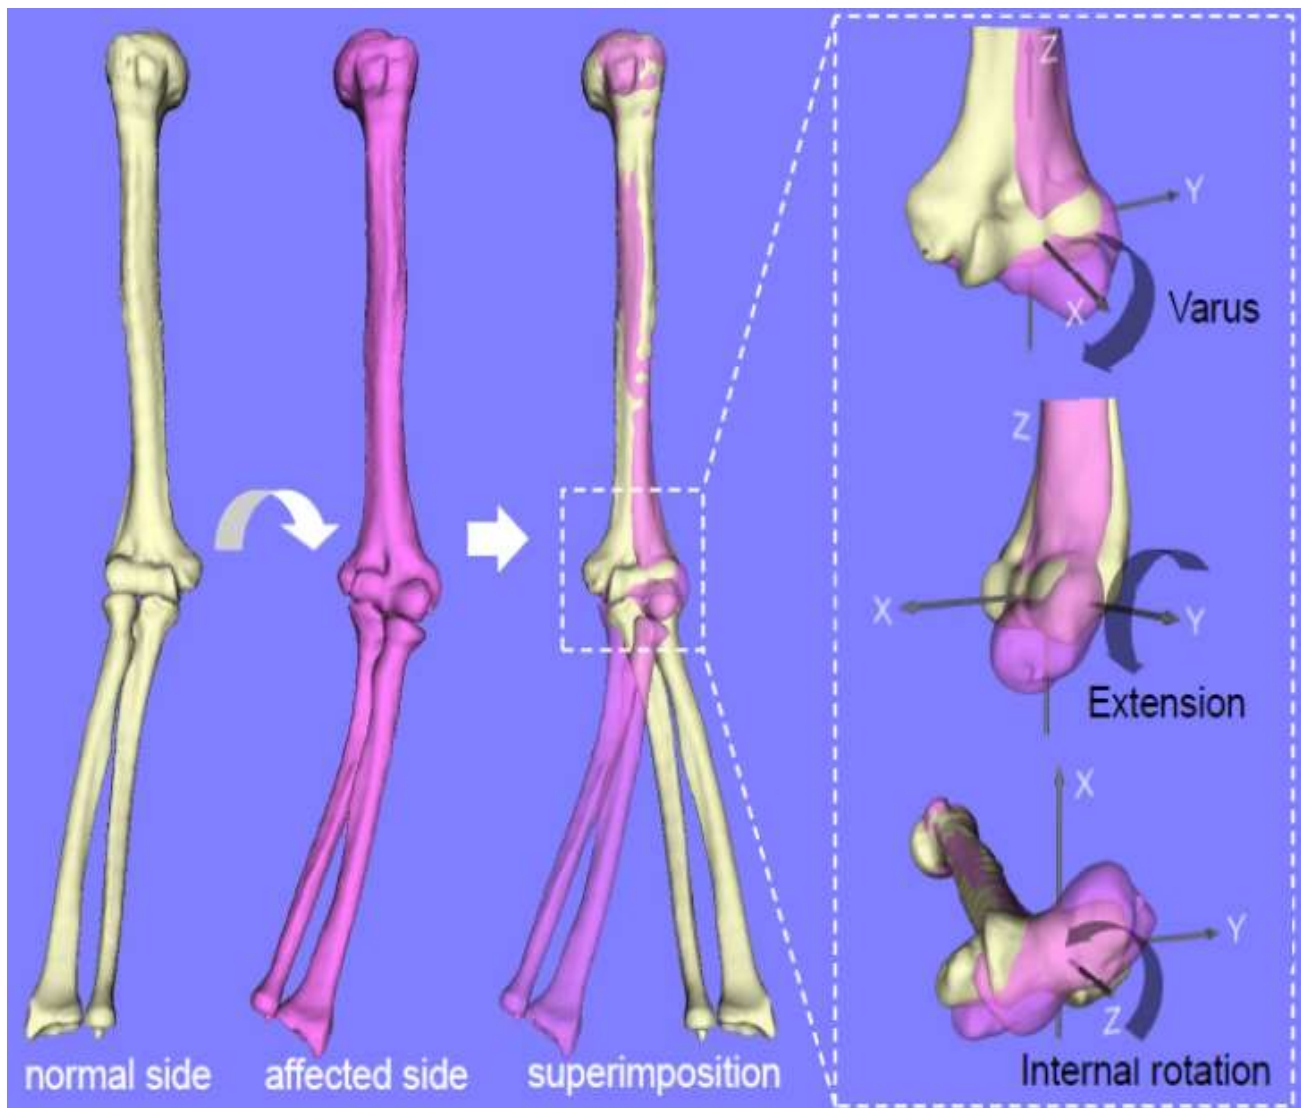 Z
Y
X
Varus
Z
X
Y
Extension
X
Y
Z
Internal rotation
normal side
affected side
superimposition